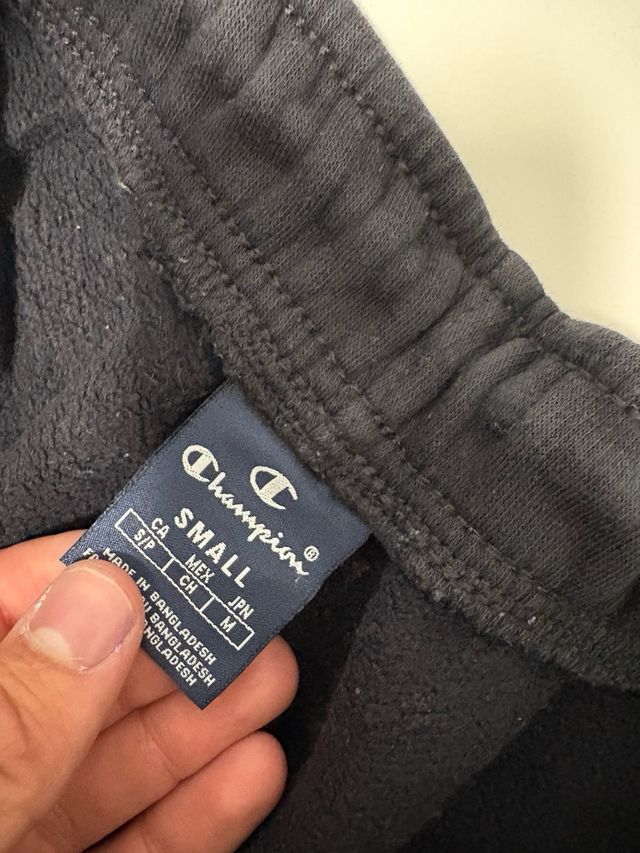 Champion®
SMALL
CA MEX JPN
S/P CH M
MADE IN BANGLADESH
BANGLADESH
BANGLADESH